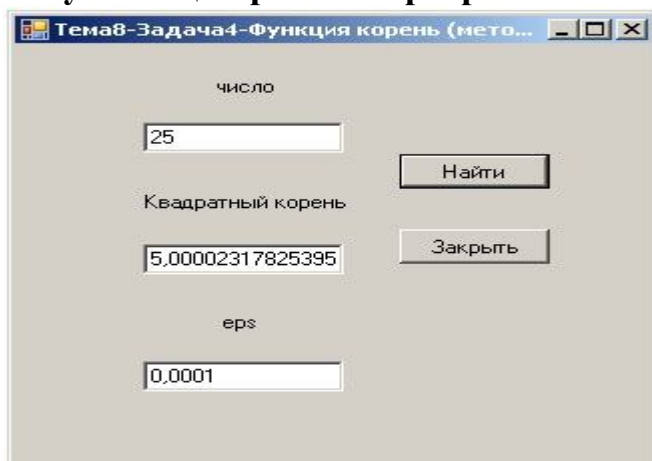 Тема8-Задача4-Функция корень (мето...
число
25
Найти
Квадратный корень
5,00002317825395
Закрыть
eps
0,0001